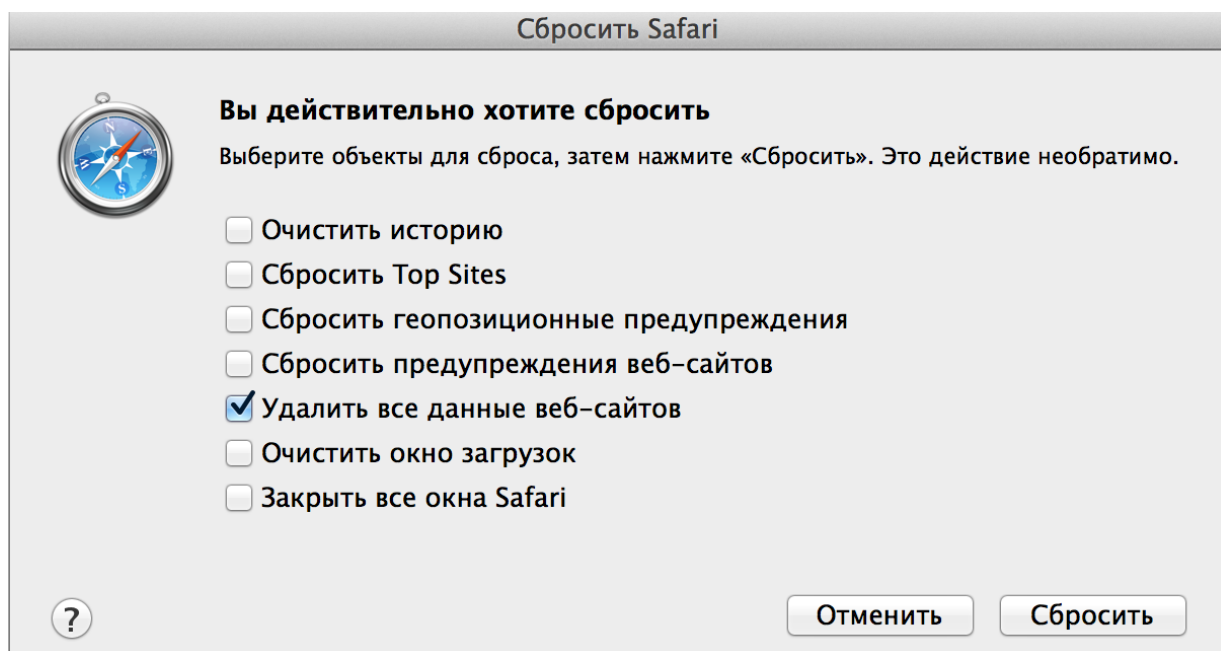 Сбросить Safari
Вы действительно хотите сбросить
Выберите объекты для сброса, затем нажмите «Сбросить». Это действие необратимо.
Очистить историю
Сбросить Top Sites
Сбросить геопозиционные предупреждения
Сбросить предупреждения веб-сайтов
Удалить все данные веб-сайтов
Очистить окно загрузок
Закрыть все окна Safari
? Отменить Сбросить